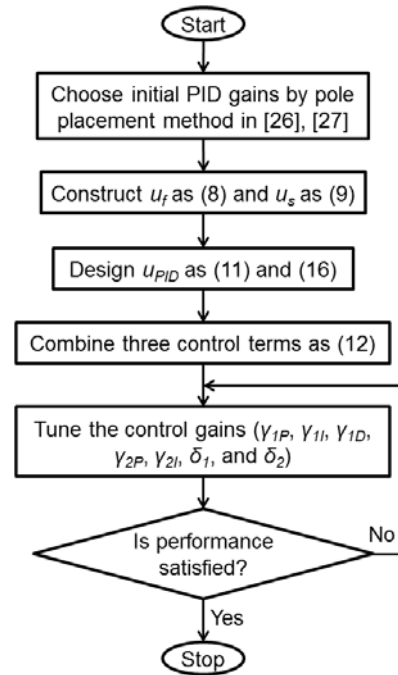 Start
Choose initial PID gains by pole
placement method in [26], [27]
Construct u_f as (8) and u_s as (9)
Design u_PID as (11) and (16)
Combine three control terms as (12)
Tune the control gains (γ_1P, γ_1I, γ_1D,
γ_2P, γ_2I, δ_1, and δ_2)
Is performance
satisfied?
No
Yes
Stop